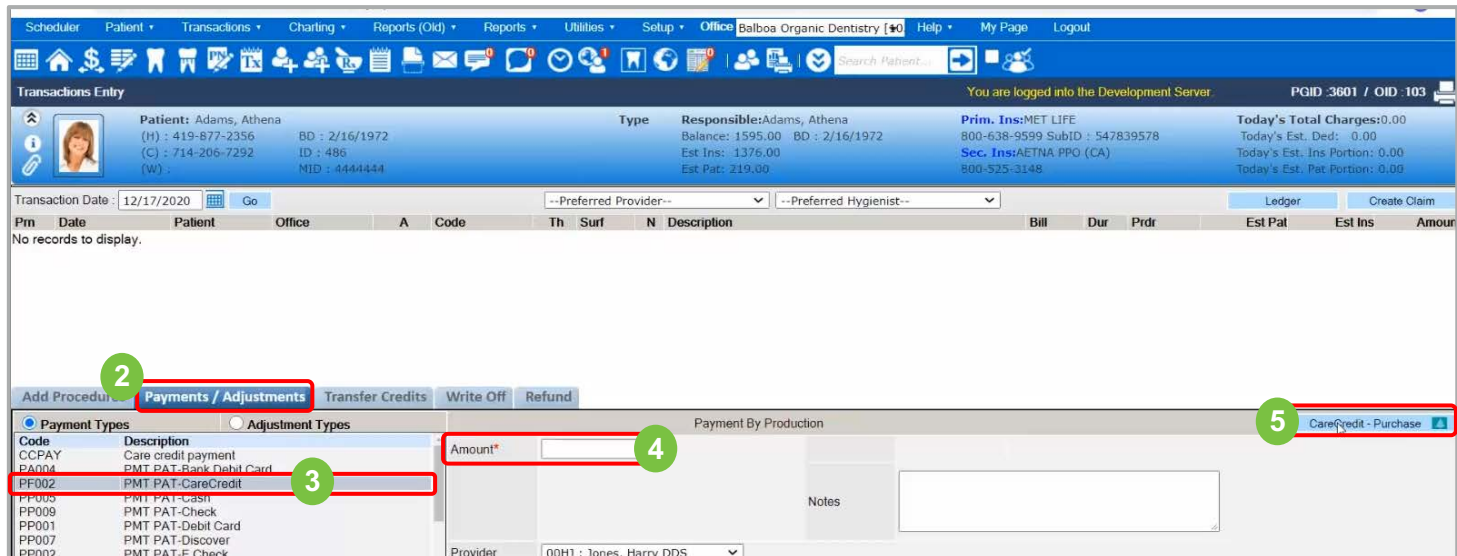 Scheduler Patient Transactions Charting Reports (Old) Reports Utilities Setup Office Balboa Organic Dentistry [ Help My Page Logout
Search Patient...
Transactions Entry You are logged into the Development Server. PGID :3601 / OID :103
Patient: Adams, Athena Type Responsible:Adams, Athena Prim. Ins:MET LIFE Today's Total Charges:0.00
(H) : 419-877-2356 BD : 2/16/1972 Balance: 1595.00 BD : 2/16/1972 800-638-9599 SubID : 547839578 Today's Est. Ded: 0.00
(C) : 714-206-7292 ID : 486 Est Ins: 1376.00 Sec. Ins:AETNA PPO (CA) Today's Est. Ins Portion: 0.00
(W) : MID : 4444444 Est Pat: 219.00 800-525-3148 Today's Est. Pat Portion: 0.00
Transaction Date : 12/17/2020 Go --Preferred Provider-- --Preferred Hygienist-- Ledger Create Claim
Prn Date Patient Office A Code Th Surf N Description Bill Dur Prdr Est Pat Est Ins Amoun
No records to display.
2
Add Procedures Payments / Adjustments Transfer Credits Write Off Refund
Payment Types Adjustment Types Payment By Production 5 CareCredit - Purchase
Code Description
CCPAY Care credit payment Amount* 4
PA004 PMT PAT-Bank Debit Card
PF002 PMT PAT-CareCredit 3
PP005 PMT PAT-Cash Notes
PP009 PMT PAT-Check
PP001 PMT PAT-Debit Card
PP007 PMT PAT-Discover
PP002 PMT PAT-E Check Provider 00H1 : Jones, Harry DDS